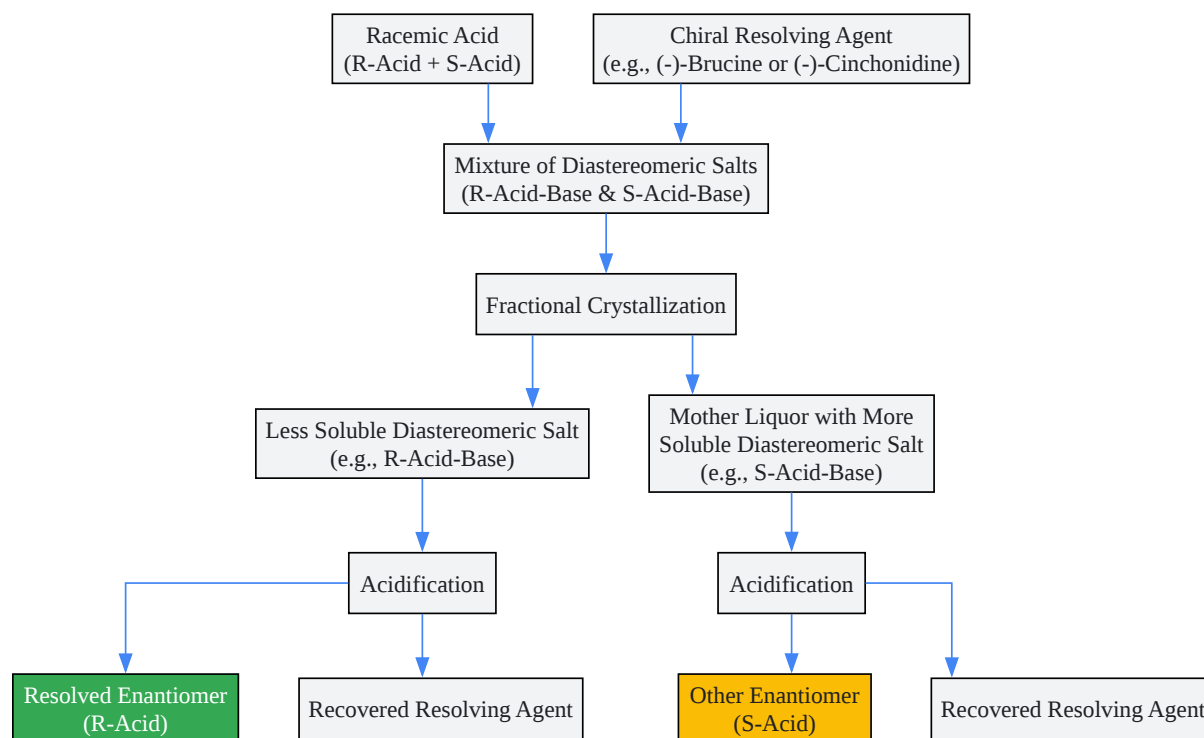 Racemic Acid
(R-Acid + S-Acid)
Chiral Resolving Agent
(e.g., (-)-Brucine or (-)-Cinchonidine)
Mixture of Diastereomeric Salts
(R-Acid-Base & S-Acid-Base)
Fractional Crystallization
Less Soluble Diastereomeric Salt
(e.g., R-Acid-Base)
Mother Liquor with More
Soluble Diastereomeric Salt
(e.g., S-Acid-Base)
Acidification
Acidification
Resolved Enantiomer
(R-Acid)
Recovered Resolving Agent
Other Enantiomer
(S-Acid)
Recovered Resolving Agent